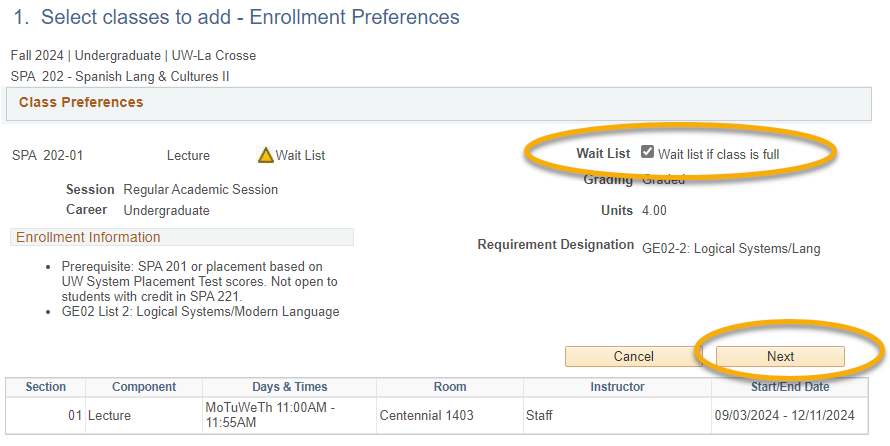 1. Select classes to add - Enrollment Preferences
Fall 2024 | Undergraduate | UW-La Crosse
SPA 202 - Spanish Lang & Cultures II
Class Preferences
SPA 202-01 Lecture Wait List Wait List Wait list if class is full
Session Regular Academic Session Grading Graded
Career Undergraduate Units 4.00
Enrollment Information Requirement Designation GE02-2: Logical Systems/Lang
• Prerequisite: SPA 201 or placement based on
UW System Placement Test scores. Not open to
students with credit in SPA 221.
• GE02 List 2: Logical Systems/Modern Language
Cancel Next
Section Component Days & Times Room Instructor Start/End Date
01 Lecture MoTuWeTh 11:00AM - Centennial 1403 Staff 09/03/2024 - 12/11/2024
11:55AM